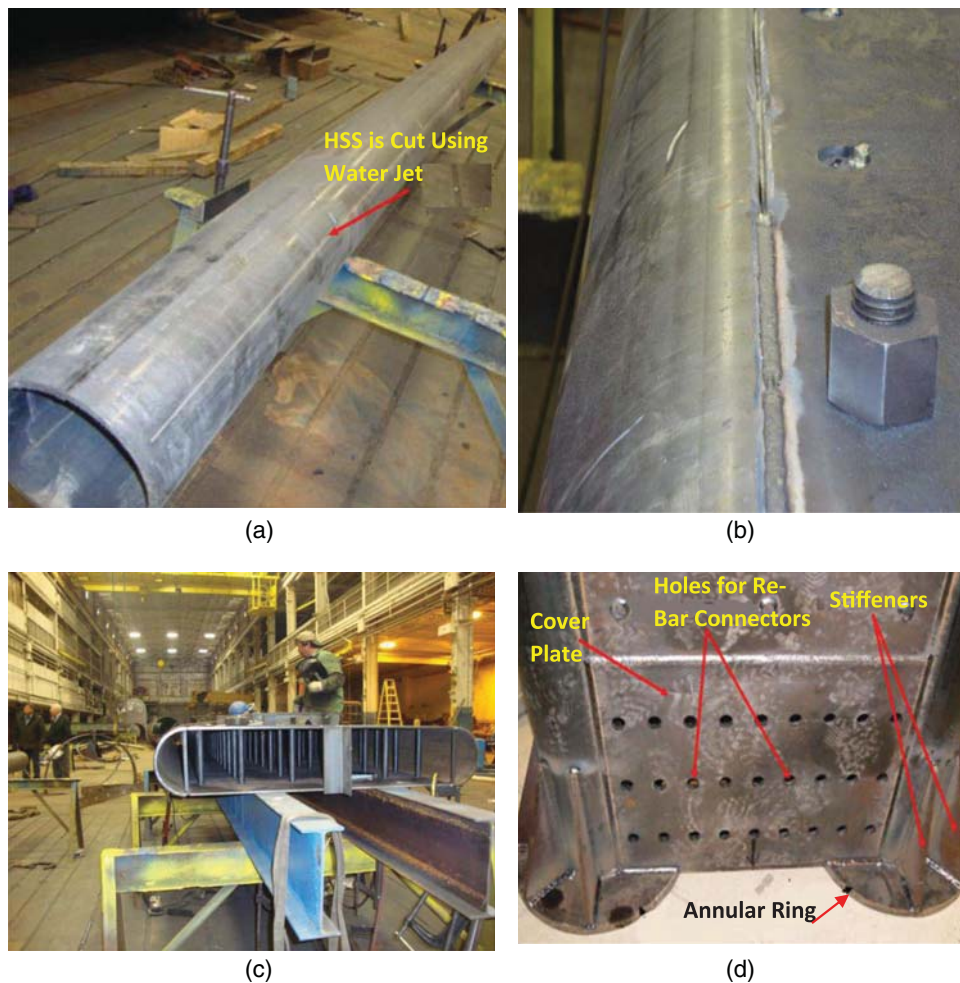 HSS is Cut Using
Water Jet
(a)
(b)
Cover
Plate
Holes for Re-
Bar Connectors
Stiffeners
Annular Ring
(c)
(d)